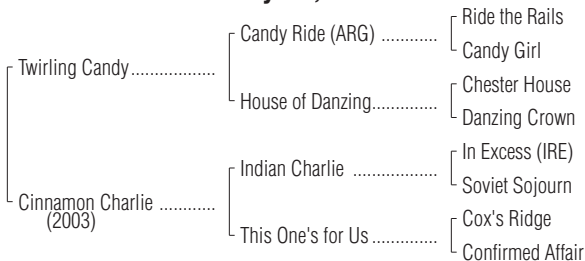 Ride the Rails
Candy Ride (ARG) ............
Candy Girl
Twirling Candy..................
Chester House
House of Danzing..............
Danzing Crown
In Excess (IRE)
Indian Charlie ..................
Soviet Sojourn
Cinnamon Charlie ............
(2003)
Cox's Ridge
This One's for Us ..............
Confirmed Affair